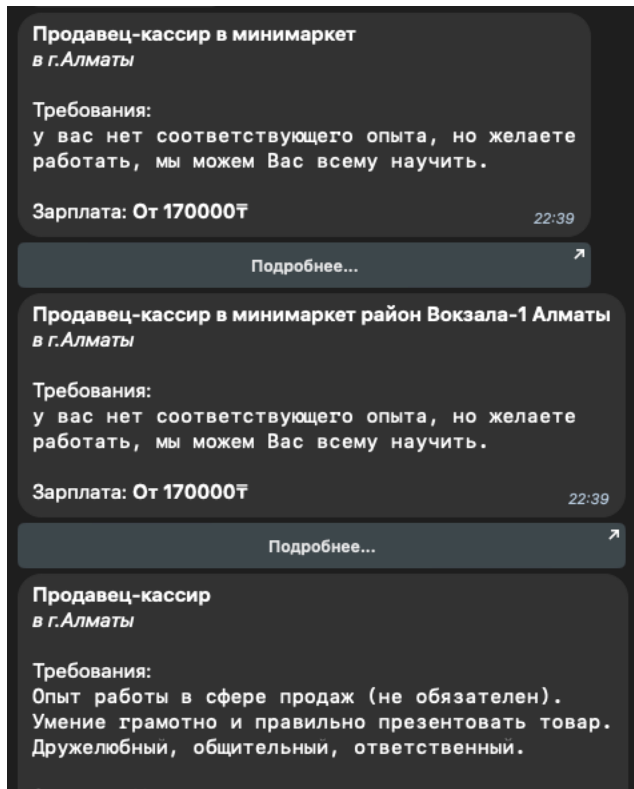 Продавец-кассир в минимаркет
в г.Алматы
Требования:
у вас нет соответствующего опыта, но желаете
работать, мы можем Вас всему научить.
Зарплата: От 170000₸
22:39
Подробнее...
Продавец-кассир в минимаркет район Вокзала-1 Алматы
в г.Алматы
Требования:
у вас нет соответствующего опыта, но желаете
работать, мы можем Вас всему научить.
Зарплата: От 170000₸
22:39
Подробнее...
Продавец-кассир
в г.Алматы
Требования:
Опыт работы в сфере продаж (не обязателен).
Умение грамотно и правильно презентовать товар.
Дружелюбный, общительный, ответственный.